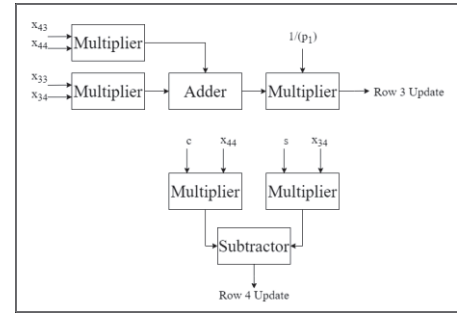 x43
x44
Multiplier
1/(p1)
x33
x34
Multiplier
Adder
Multiplier
Row 3 Update
c
x44
s
x34
Multiplier
Multiplier
Subtractor
Row 4 Update